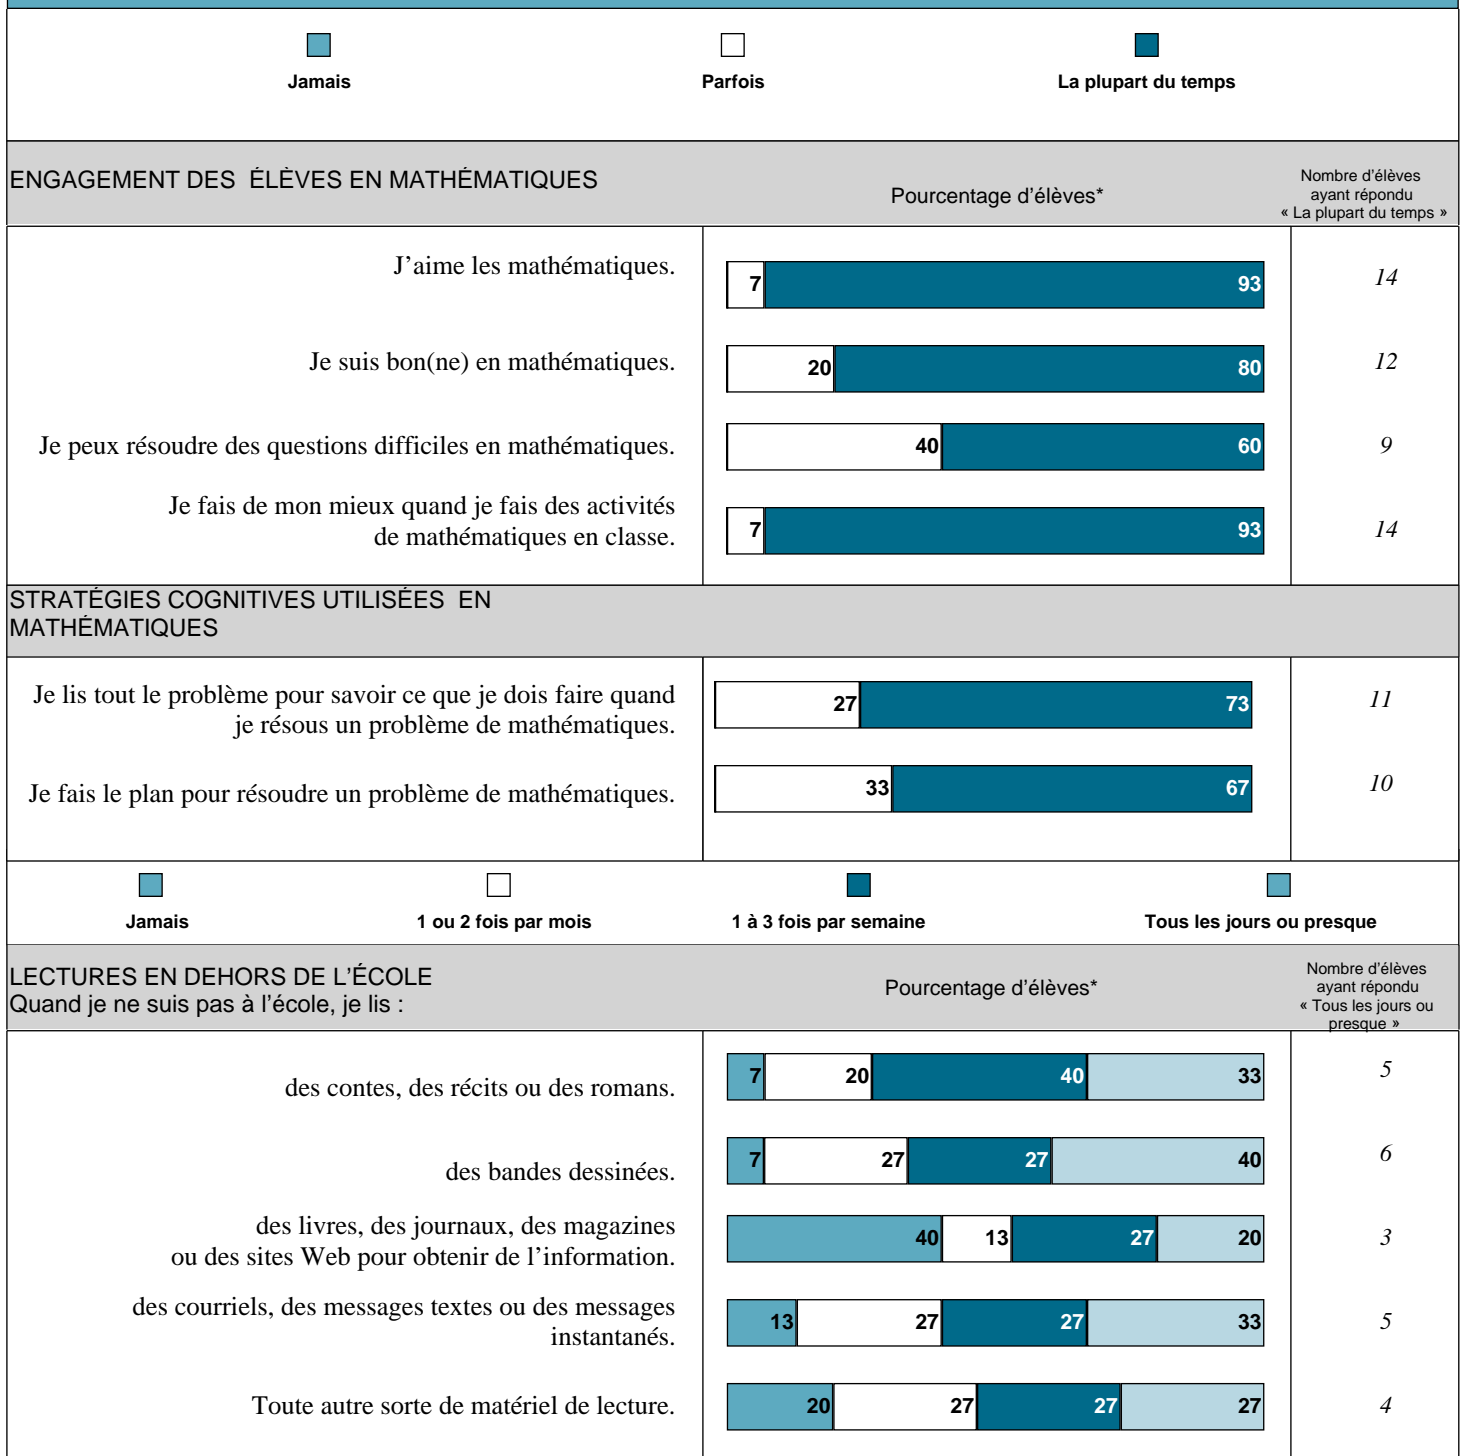 Jamais
Parfois
La plupart du temps
ENGAGEMENT DES ÉLÈVES EN MATHÉMATIQUES
Pourcentage d'élèves*
Nombre d'élèves
ayant répondu
« La plupart du temps »
J'aime les mathématiques.
7
93
14
Je suis bon(ne) en mathématiques.
20
80
12
Je peux résoudre des questions difficiles en mathématiques.
40
60
9
Je fais de mon mieux quand je fais des activités
de mathématiques en classe.
7
93
14
STRATÉGIES COGNITIVES UTILISÉES EN
MATHÉMATIQUES
Je lis tout le problème pour savoir ce que je dois faire quand
je résous un problème de mathématiques.
27
73
11
Je fais le plan pour résoudre un problème de mathématiques.
33
67
10
Jamais
1 ou 2 fois par mois
1 à 3 fois par semaine
Tous les jours ou presque
LECTURES EN DEHORS DE L'ÉCOLE
Quand je ne suis pas à l'école, je lis :
Pourcentage d'élèves*
Nombre d'élèves
ayant répondu
« Tous les jours ou
presque »
des contes, des récits ou des romans.
7
20
40
33
5
des bandes dessinées.
7
27
27
40
6
des livres, des journaux, des magazines
ou des sites Web pour obtenir de l'information.
40
13
27
20
3
des courriels, des messages textes ou des messages
instantanés.
13
27
27
33
5
Toute autre sorte de matériel de lecture.
20
27
27
27
4